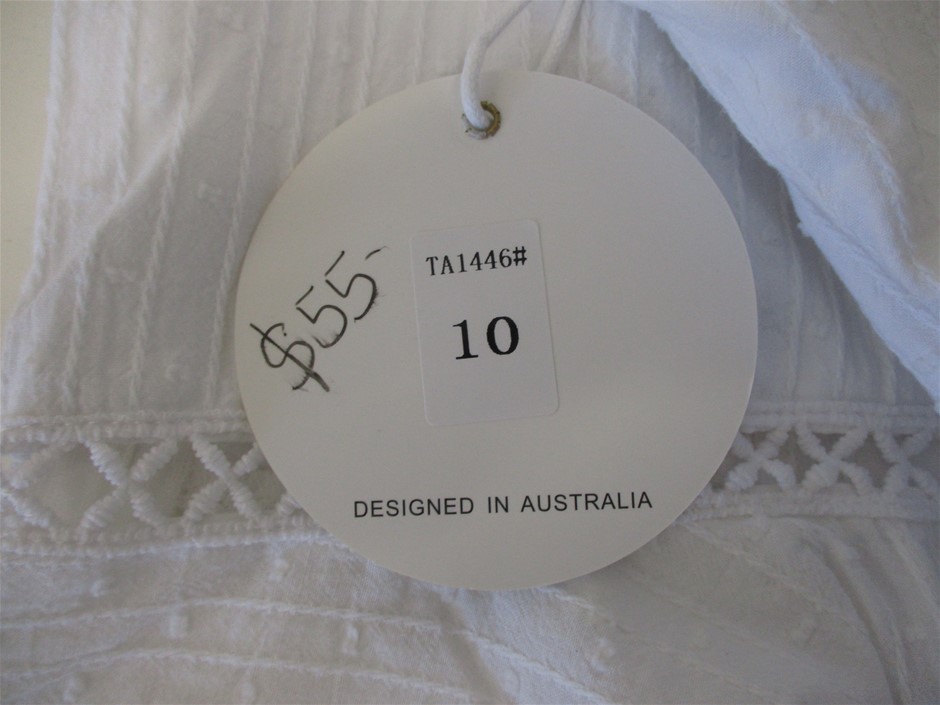 $55-
TA1446#
10
DESIGNED IN AUSTRALIA